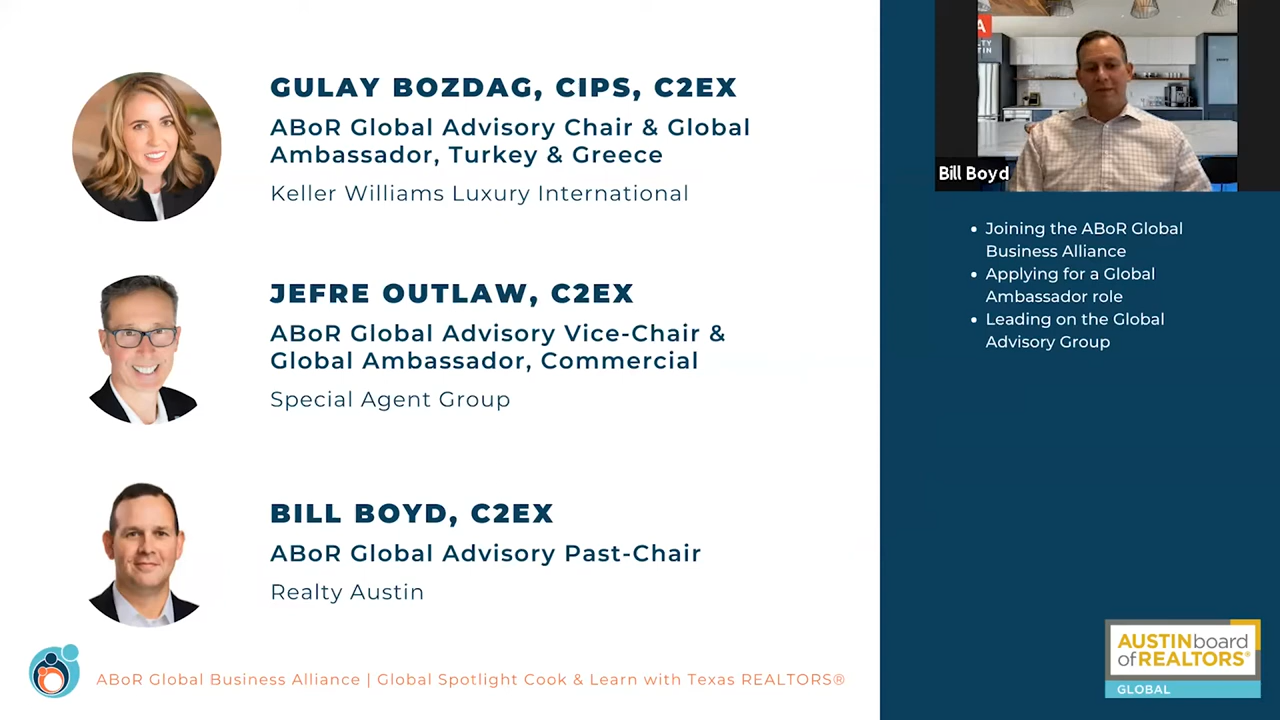 GULAY BOZDAG, CIPS, C2EX
ABoR Global Advisory Chair & Global
Ambassador, Turkey & Greece
Keller Williams Luxury International
JEFRE OUTLAW, C2EX
ABoR Global Advisory Vice-Chair &
Global Ambassador, Commercial
Special Agent Group
BILL BOYD, C2EX
ABoR Global Advisory Past-Chair
Realty Austin
ABoR Global Business Alliance | Global Spotlight Cook & Learn with Texas REALTORS®
Bill Boyd
• Joining the ABoR Global
Business Alliance
• Applying for a Global
Ambassador role
• Leading on the Global
Advisory Group
AUSTINboard
of REALTORS®
GLOBAL